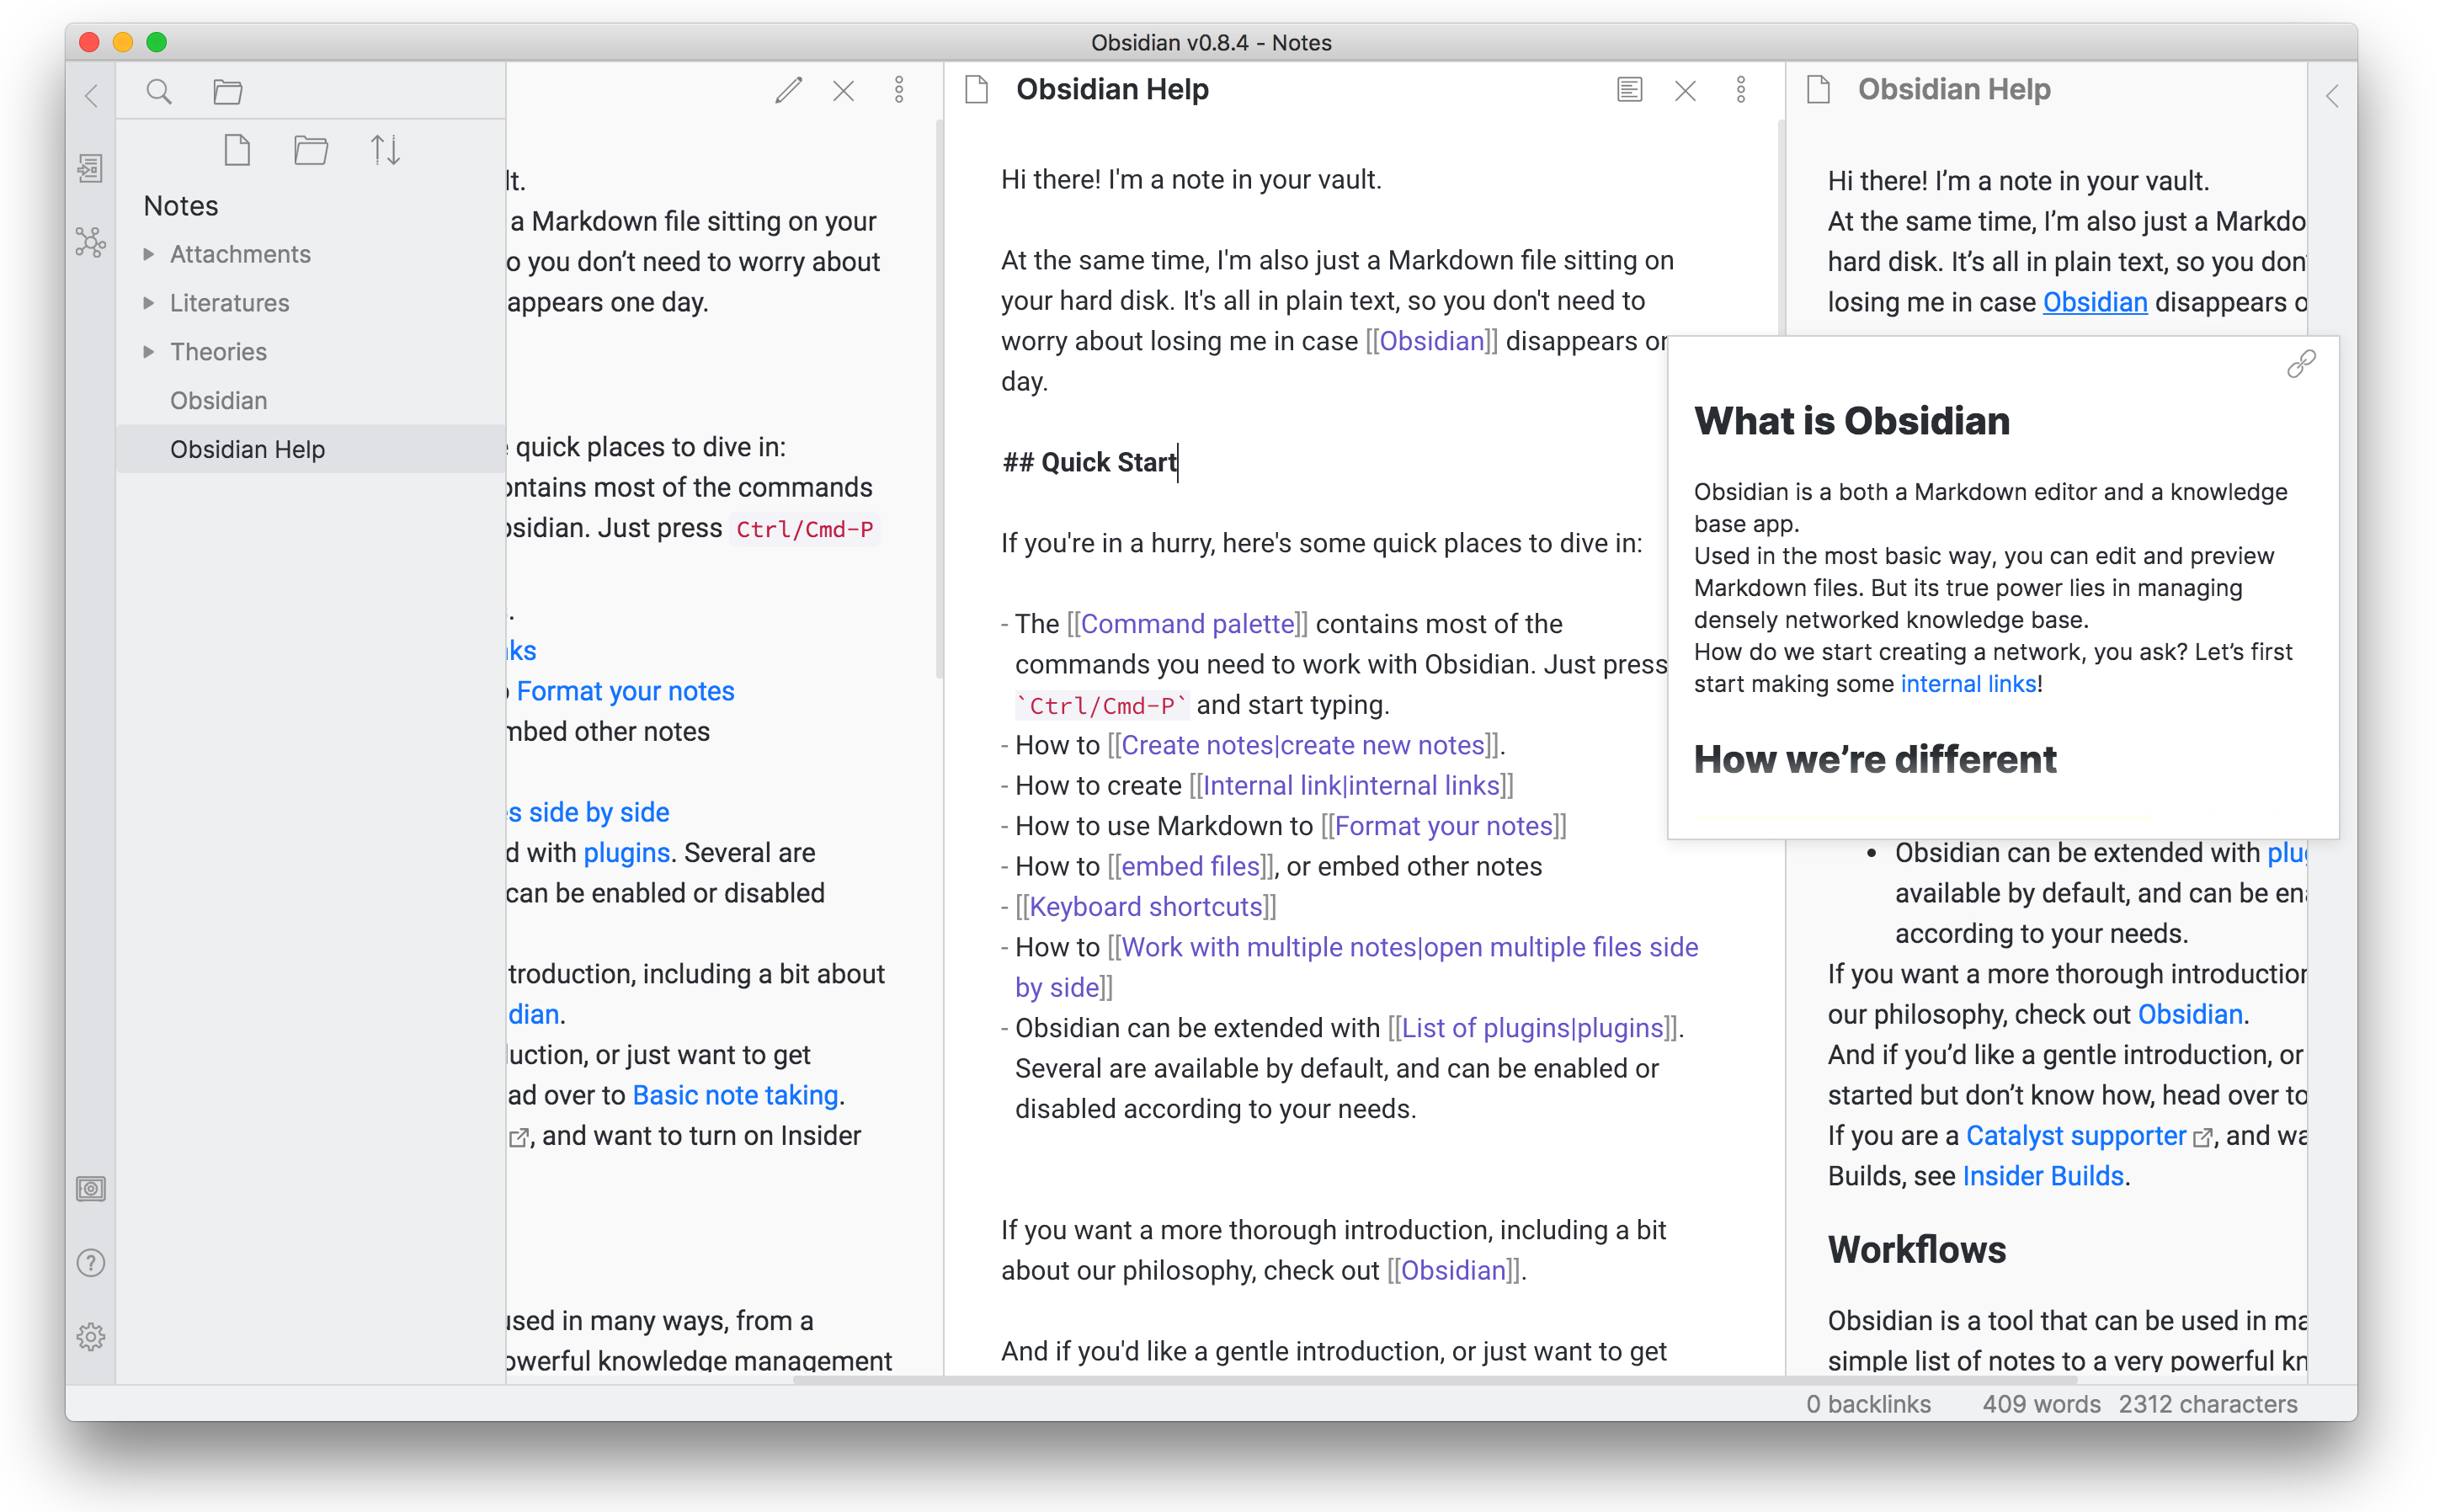 Obsidian v0.8.4 - Notes
Notes
Attachments
Literatures
Theories
Obsidian
Obsidian Help
a Markdown file sitting on your
you don’t need to worry about
appears one day.
quick places to dive in:
most of the commands
Just press Ctrl/Cmd-P
Format your notes
other notes
side by side
with plugins. Several are
can be enabled or disabled
including a bit about
or just want to get
over to Basic note taking.
, and want to turn on Insider
in many ways, from a
knowledge management
Obsidian Help
Hi there! I'm a note in your vault.
At the same time, I'm also just a Markdown file sitting on
your hard disk. It's all in plain text, so you don't need to
worry about losing me in case [[Obsidian]] disappears
day.
## Quick Start
If you're in a hurry, here's some quick places to dive in:
- The [[Command palette]] contains most of the
commands you need to work with Obsidian. Just press
`Ctrl/Cmd-P` and start typing.
- How to [[Create notes|create new notes]].
- How to create [[Internal link|internal links]]
- How to use Markdown to [[Format your notes]]
- How to [[embed files]], or embed other notes
- [[Keyboard shortcuts]]
- How to [[Work with multiple notes|open multiple files side
by side]]
- Obsidian can be extended with [[List of plugins|plugins]].
Several are available by default, and can be enabled or
disabled according to your needs.
If you want a more thorough introduction, including a bit
about our philosophy, check out [[Obsidian]].
And if you'd like a gentle introduction, or just want to get
Obsidian Help
Hi there! I’m a note in your vault.
At the same time, I’m also just a
hard disk. It’s all in plain text, so you
losing me in case Obsidian disappears
What is Obsidian
Obsidian is a both a Markdown editor and a knowledge
base app.
Used in the most basic way, you can edit and preview
Markdown files. But its true power lies in managing
densely networked knowledge base.
How do we start creating a network, you ask? Let’s first
start making some internal links!
How we’re different
• Obsidian can be extended with
available by default, and can be
according to your needs.
If you want a more thorough
our philosophy, check out Obsidian.
And if you’d like a gentle introduction, or
started but don’t know how, head over to
If you are a Catalyst supporter, and
Builds, see Insider Builds.
Workflows
Obsidian is a tool that can be used in
simple list of notes to a very powerful
0 backlinks 409 words 2312 characters